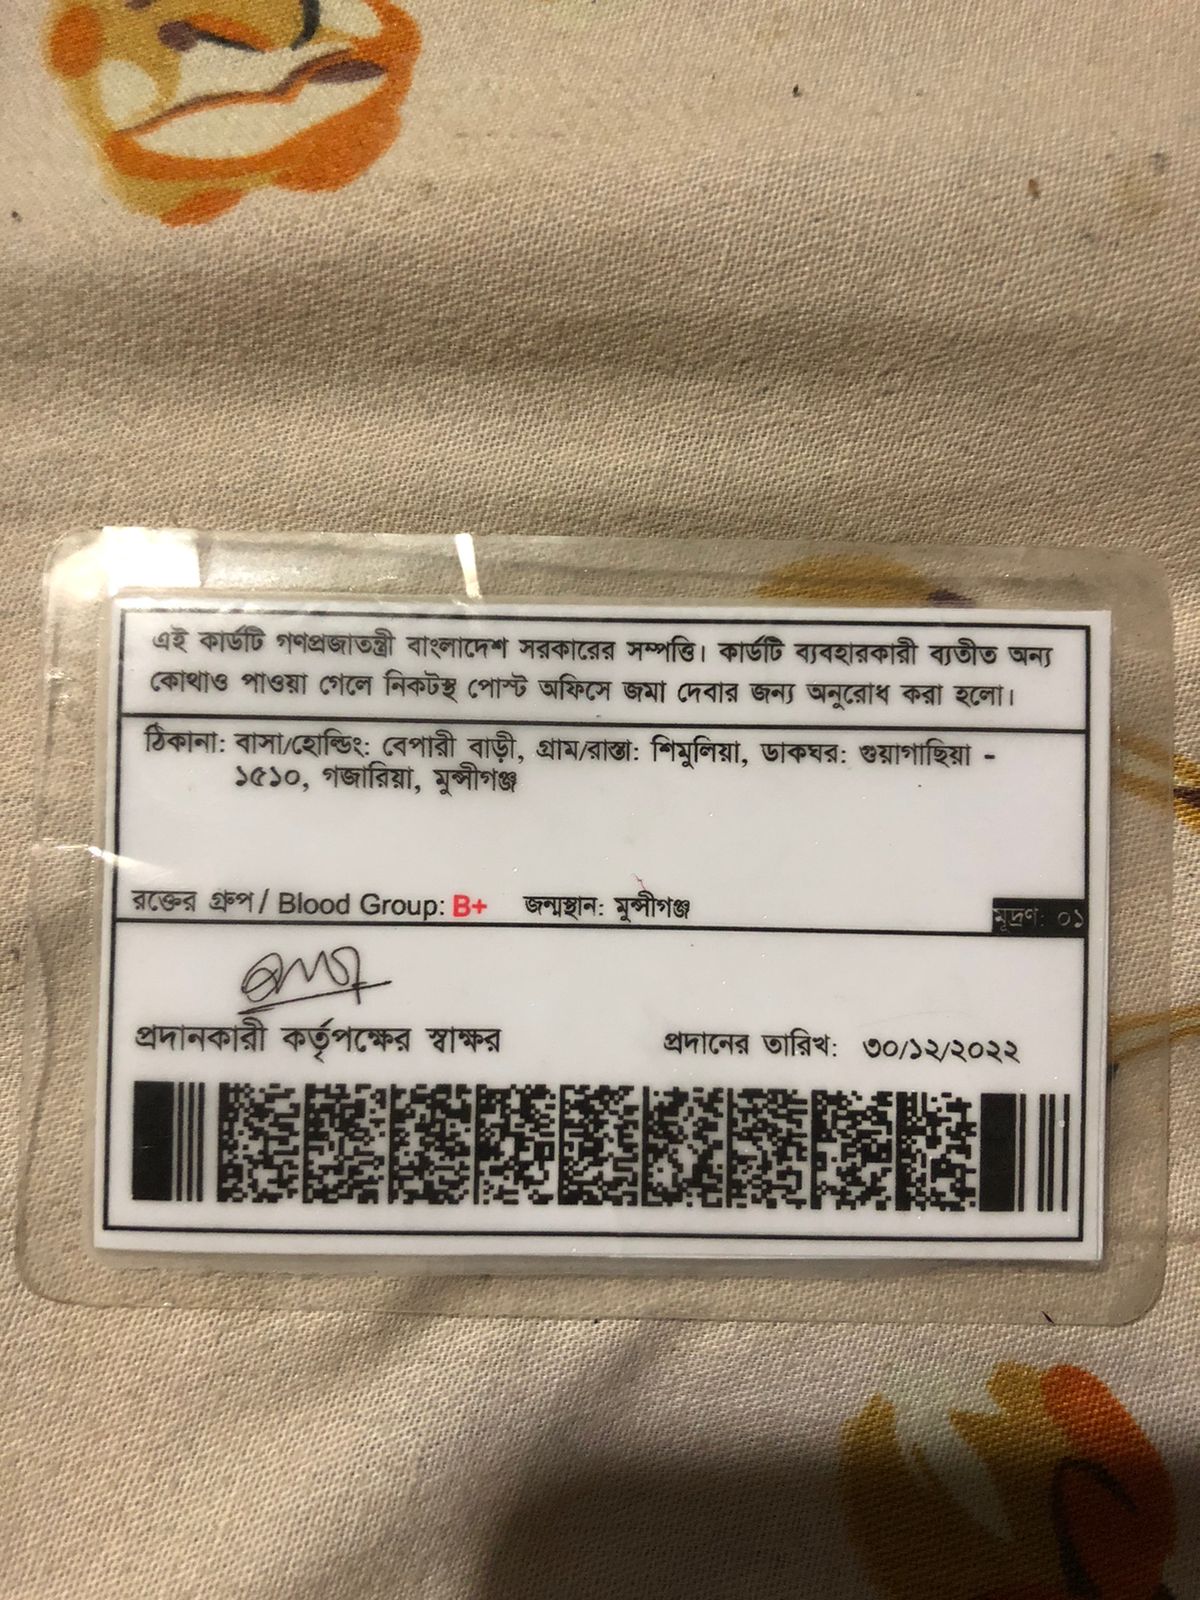 এই কার্ডটি গণপ্রজাতন্ত্রী বাংলাদেশ সরকারের সম্পত্তি। কার্ডটি ব্যবহারকারী ব্যতীত অন্য
কোথাও পাওয়া গেলে নিকটস্থ পোস্ট অফিসে জমা দেবার জন্য অনুরোধ করা হলো।
ঠিকানা: বাসা/হোল্ডিং: বেপারী বাড়ী, গ্রাম/রাস্তা: শিমুলিয়া, ডাকঘর: গুয়াগাছিয়া -
১৫১০, গজারিয়া, মুন্সীগঞ্জ
রক্তের গ্রুপ / Blood Group: B+ জন্মস্থান: মুন্সীগঞ্জ মূদ্রণ: ০১
প্রদানকারী কর্তৃপক্ষের স্বাক্ষর প্রদানের তারিখ: ৩০/১২/২০২২